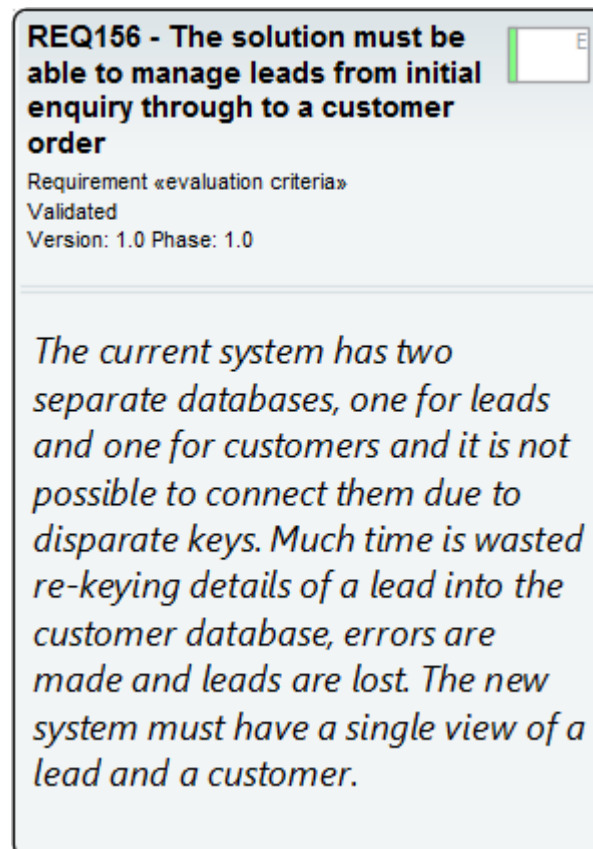 REQ156 - The solution must be
able to manage leads from initial
enquiry through to a customer
order
E
Requirement «evaluation criteria»
Validated
Version: 1.0 Phase: 1.0
The current system has two
separate databases, one for leads
and one for customers and it is not
possible to connect them due to
disparate keys. Much time is wasted
re-keying details of a lead into the
customer database, errors are
made and leads are lost. The new
system must have a single view of a
lead and a customer.